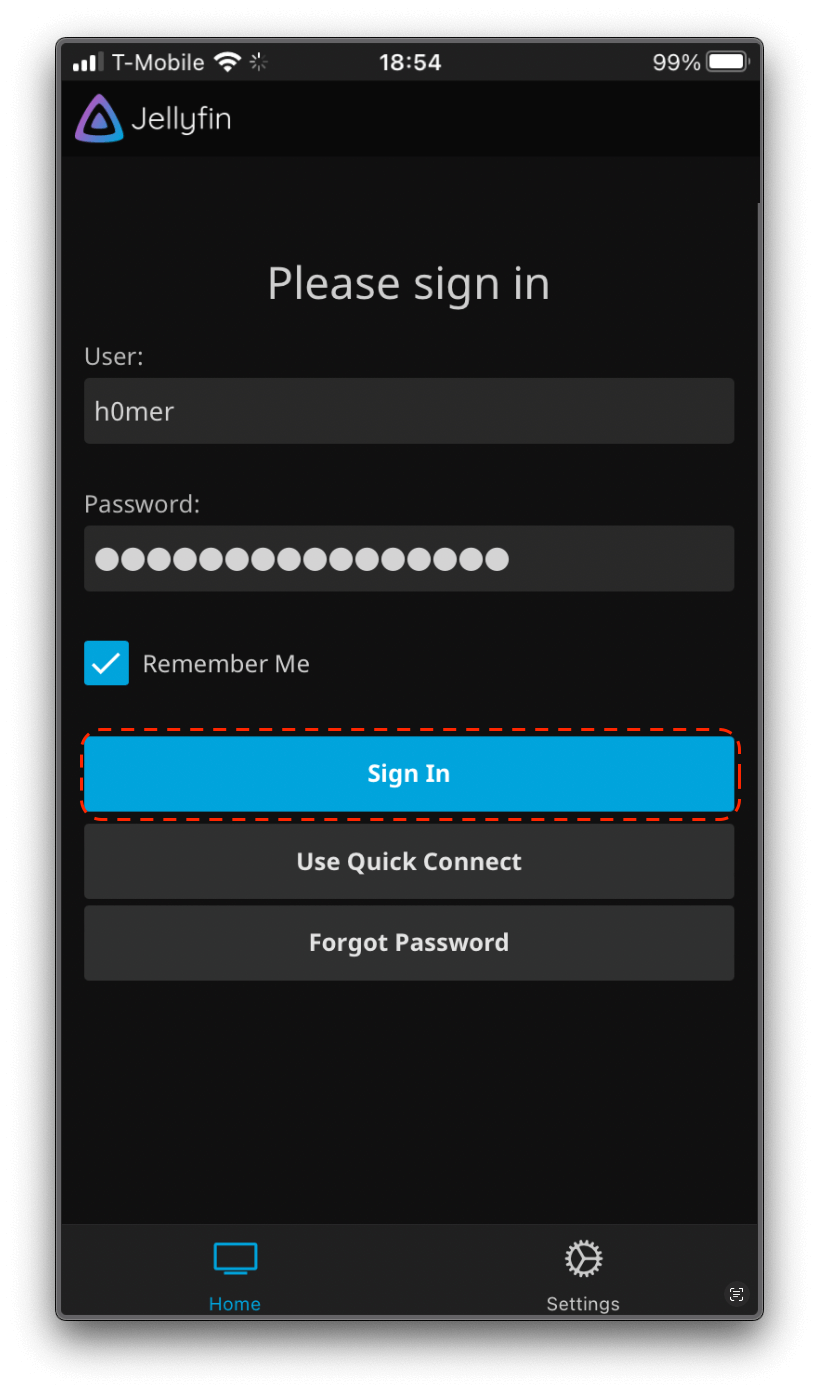 T-Mobile 18:54 99%
Jellyfin
Please sign in
User:
h0mer
Password:
●●●●●●●●●●●●●●●●
Remember Me
Sign In
Use Quick Connect
Forgot Password
Home Settings